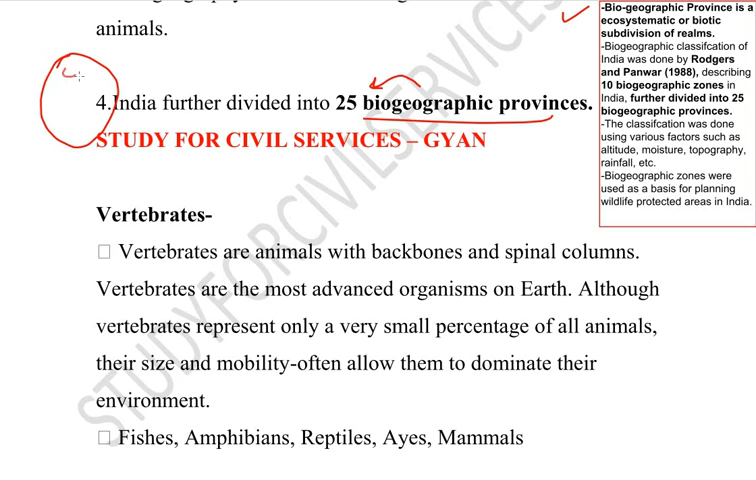 animals.
4.India further divided into 25 biogeographic provinces.
STUDY FOR CIVIL SERVICES – GYAN
Vertebrates-
Vertebrates are animals with backbones and spinal columns.
Vertebrates are the most advanced organisms on Earth. Although
vertebrates represent only a very small percentage of all animals,
their size and mobility-often allow them to dominate their
environment.
Fishes, Amphibians, Reptiles, Ayes, Mammals
-Bio-geographic Province is a
ecosystematic or biotic
subdivision of realms.
-Biogeographic classifcation of
India was done by Rodgers
and Panwar (1988), describing
10 biogeographic zones in
India, further divided into 25
biogeographic provinces.
-The classifcation was done
using various factors such as
altitude, moisture, topography,
rainfall, etc.
-Biogeographic zones were
used as a basis for planning
wildlife protected areas in India.
STUDYFORCIVILSERVICES